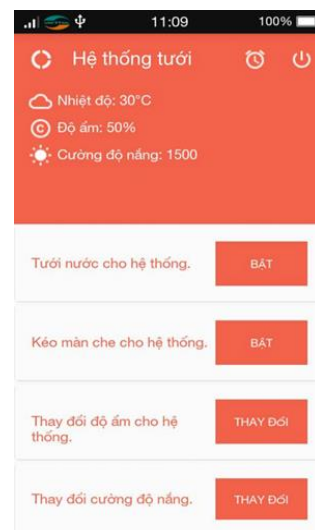 11:09
100%
Hệ thống tưới
Nhiệt độ: 30°C
Độ ẩm: 50%
Cường độ nắng: 1500
Tưới nước cho hệ thống.
BẬT
Kéo màn che cho hệ thống.
BẬT
Thay đổi độ ẩm cho hệ
thống.
THAY ĐỔI
Thay đổi cường độ nắng.
THAY ĐỔI